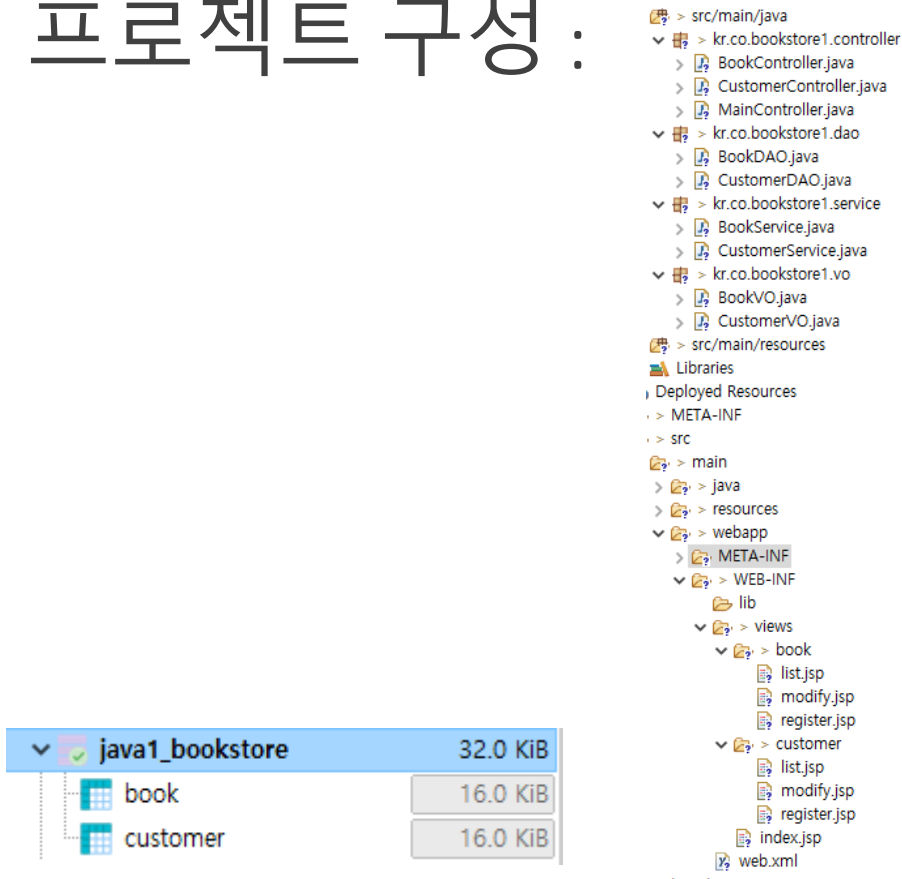 프로젝트 구성 :
> src/main/java
> kr.co.bookstore1.controller
BookController.java
CustomerController.java
MainController.java
> kr.co.bookstore1.dao
BookDAO.java
CustomerDAO.java
> kr.co.bookstore1.service
BookService.java
CustomerService.java
> kr.co.bookstore1.vo
BookVO.java
CustomerVO.java
> src/main/resources
Libraries
Deployed Resources
> META-INF
> src
> main
> java
> resources
> webapp
META-INF
> WEB-INF
lib
> views
> book
list.jsp
modify.jsp
register.jsp
> customer
list.jsp
modify.jsp
register.jsp
index.jsp
web.xml
java1_bookstore 32.0 KiB
book 16.0 KiB
customer 16.0 KiB